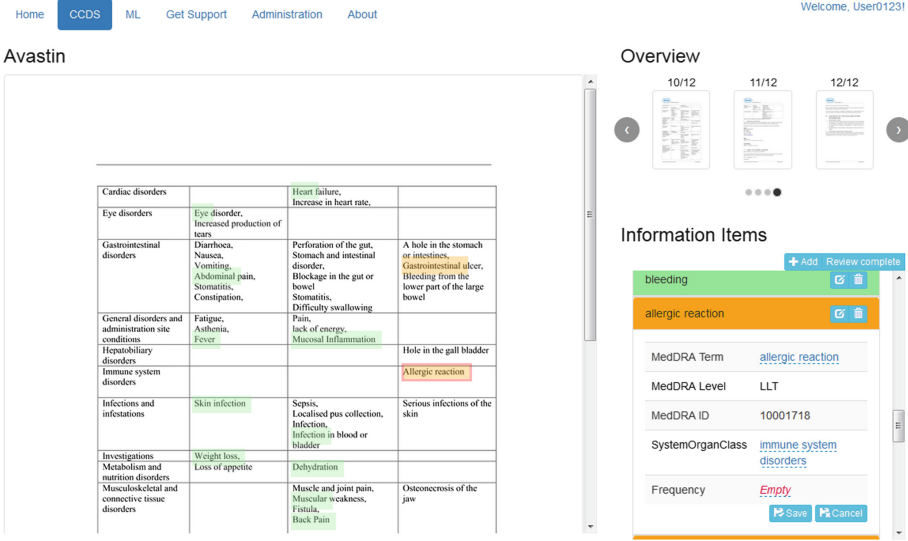 Home CCDS ML Get Support Administration About
Welcome, User0123!
Avastin
Cardiac disorders
Heart failure,
Increase in heart rate,
Eye disorders
Eye disorder,
Increased production of
tears
Gastrointestinal
disorders
Diarrhoea,
Nausea,
Vomiting,
Abdominal pain,
Stomatitis,
Constipation,
Perforation of the gut,
Stomach and intestinal
disorder,
Blockage in the gut or
bowel
Stomatitis,
Difficulty swallowing
A hole in the stomach
or intestines,
Gastrointestinal ulcer,
Bleeding from the
lower part of the large
bowel
General disorders and
administration site
conditions
Fatigue,
Asthenia,
Fever
Pain,
lack of energy,
Mucosal Inflammation
Hepatobiliary
disorders
Hole in the gall bladder
Immune system
disorders
Allergic reaction
Infections and
infestations
Skin infection
Sepsis,
Localised pus collection,
Infection,
Infection in blood or
bladder
Serious infections of the
skin
Investigations
Weight loss,
Metabolism and
nutrition disorders
Loss of appetite
Dehydration
Musculoskeletal and
connective tissue
disorders
Muscle and joint pain,
Muscular weakness,
Fistula,
Back Pain
Osteonecrosis of the
jaw
Overview
10/12 11/12 12/12
Information Items
Add Review complete
bleeding
allergic reaction
MedDRA Term allergic reaction
MedDRA Level LLT
MedDRA ID 10001718
SystemOrganClass immune system
disorders
Frequency Empty
Save Cancel